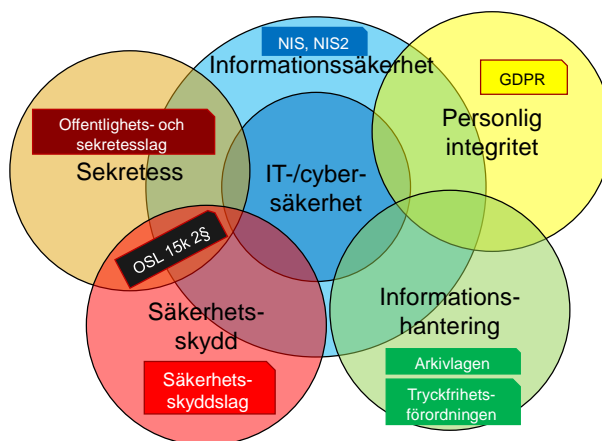 NIS, NIS2
Informationssäkerhet
GDPR
Personlig
integritet
Offentlighets- och
sekretesslag
Sekretess
IT-/cyber-
säkerhet
OSL 15k 2§
Säkerhets-
skydd
Säkerhets-
skyddslag
Informations-
hantering
Arkivlagen
Tryckfrihets-
förordningen